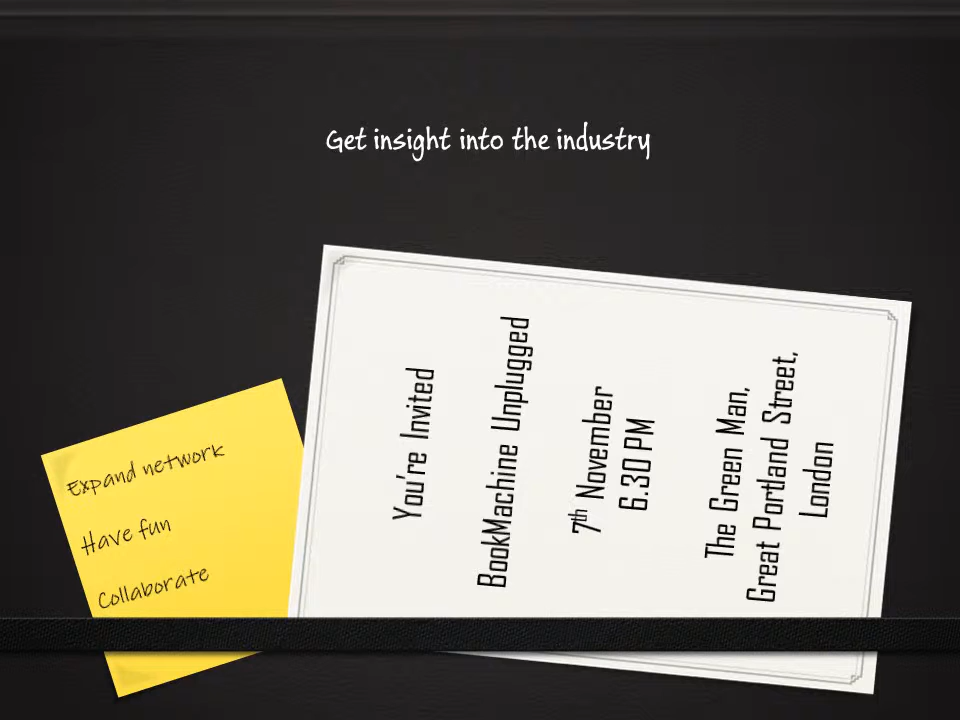 Get insight into the industry
Expand network
Have fun
Collaborate
You're Invited
BookMachine Unplugged
7th November
6.30 PM
The Green Man,
Great Portland Street,
London